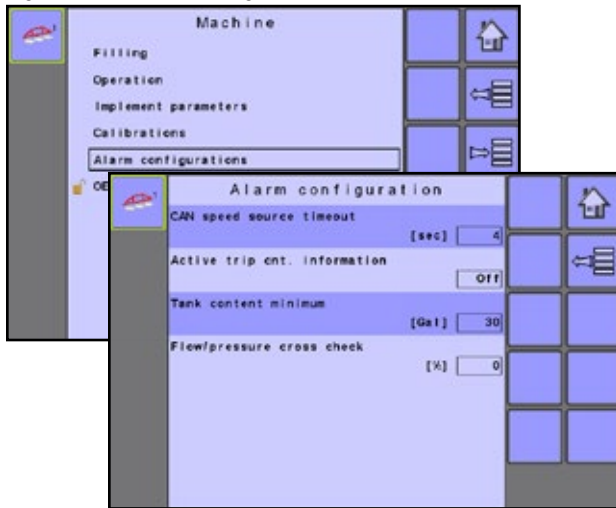 Machine
Filling
Operation
Implement parameters
Calibrations
Alarm configurations
OE
Alarm configuration
CAN speed source timeout
[sec] 4
Active trip cnt. information
Off
Tank content minimum
[Gal] 30
Flow/pressure cross check
[%] 0